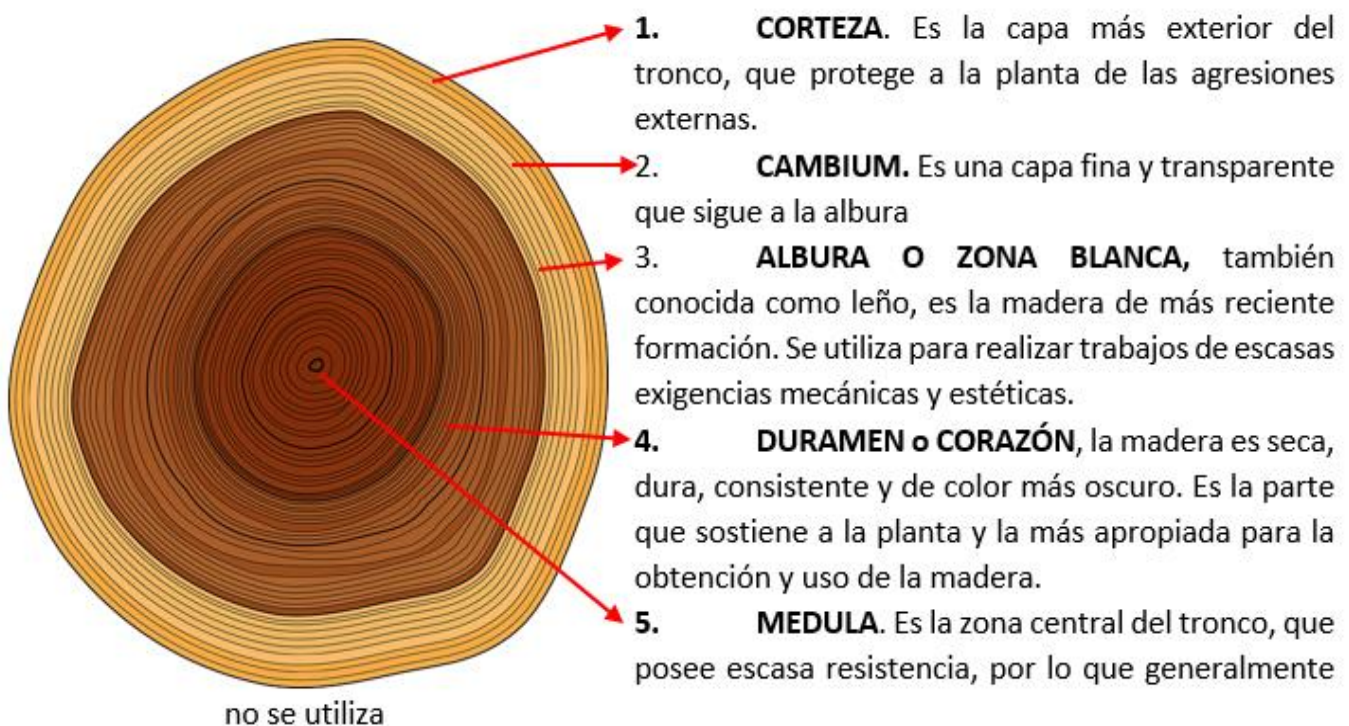 1. CORTEZA. Es la capa más exterior del
tronco, que protege a la planta de las agresiones
externas.
2. CAMBIUM. Es una capa fina y transparente
que sigue a la albura
3. ALBURA O ZONA BLANCA, también
conocida como leño, es la madera de más reciente
formación. Se utiliza para realizar trabajos de escasas
exigencias mecánicas y estéticas.
4. DURAMEN o CORAZÓN, la madera es seca,
dura, consistente y de color más oscuro. Es la parte
que sostiene a la planta y la más apropiada para la
obtención y uso de la madera.
5. MEDULA. Es la zona central del tronco, que
posee escasa resistencia, por lo que generalmente
no se utiliza